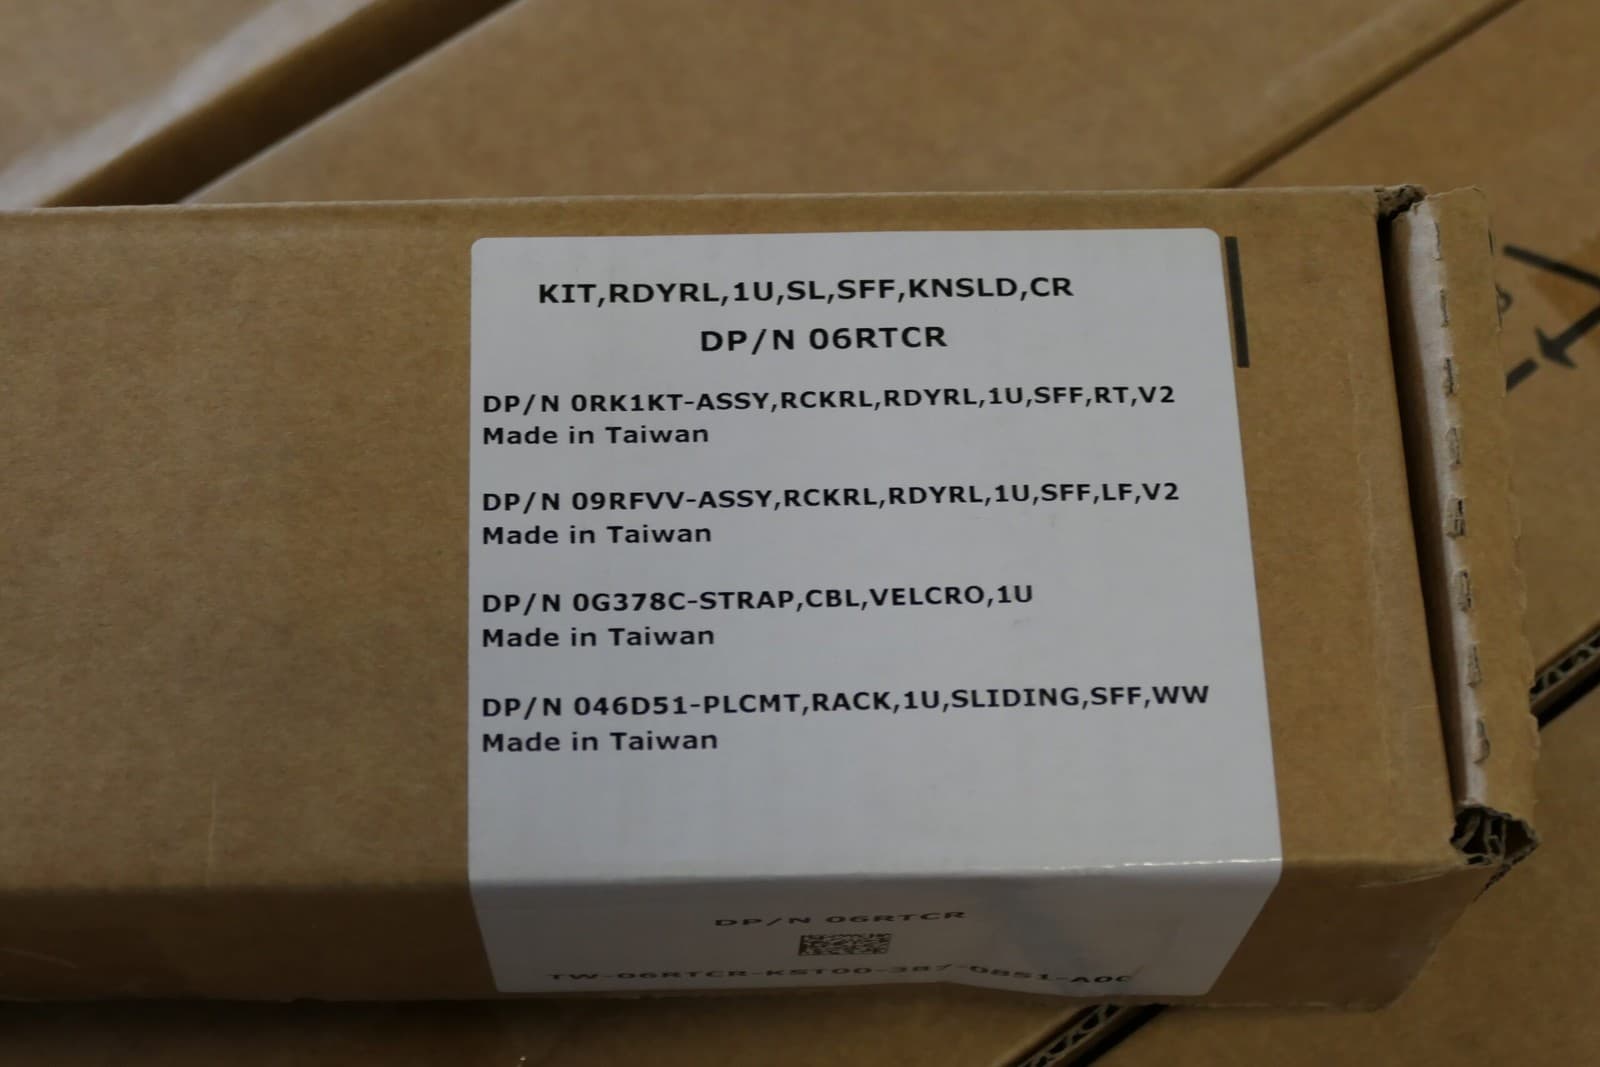 KIT,RDYRL,1U,SL,SFF,KNSLD,CR
DP/N 06RTCR
DP/N 0RK1KT-ASSY,RCKRL,RDYRL,1U,SFF,RT,V2
Made in Taiwan
DP/N 09RFVV-ASSY,RCKRL,RDYRL,1U,SFF,LF,V2
Made in Taiwan
DP/N 0G378C-STRAP,CBL,VELCRO,1U
Made in Taiwan
DP/N 046D51-PLCMT,RACK,1U,SLIDING,SFF,WW
Made in Taiwan
DP/N 06RTCR